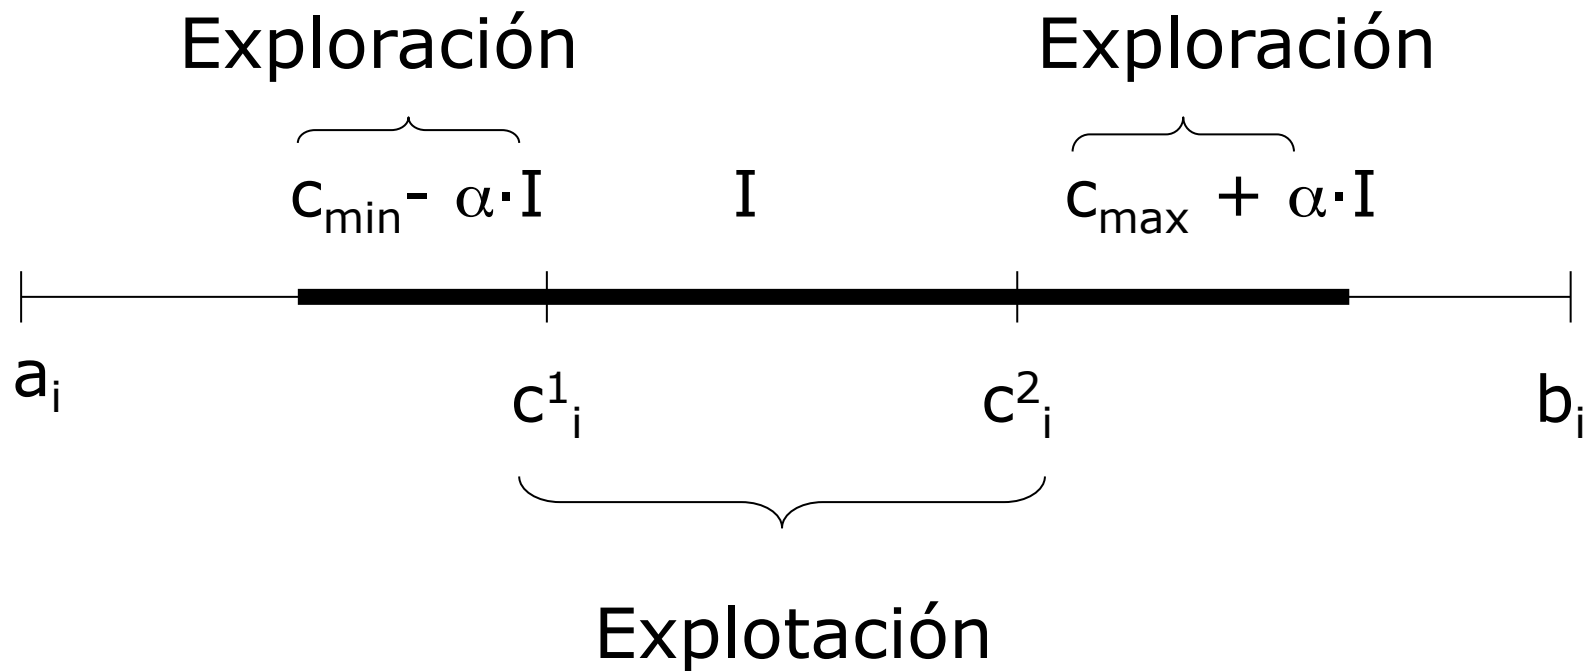 Exploración Exploración
c_min - α·I I c_max + α·I
a_i c^1_i c^2_i b_i
Explotación